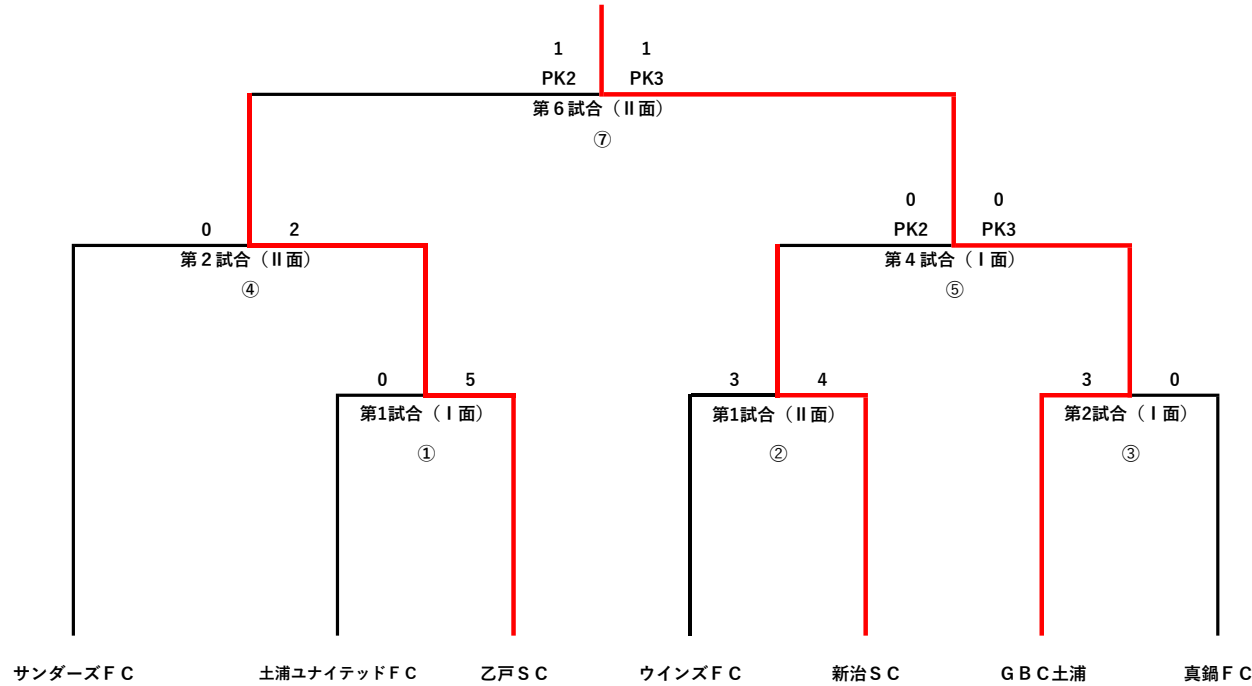 1 1
PK2 PK3
第６試合（Ⅱ面）
⑦
0 0
PK2 PK3
第４試合（Ⅰ面）
⑤
0 2
第２試合（Ⅱ面）
④
0 5
第1試合（Ⅰ面）
①
3 4
第1試合（Ⅱ面）
②
3 0
第2試合（Ⅰ面）
③
サンダーズＦＣ
土浦ユナイテッドＦＣ
乙戸ＳＣ
ウインズＦＣ
新治ＳＣ
ＧＢＣ土浦
真鍋ＦＣ